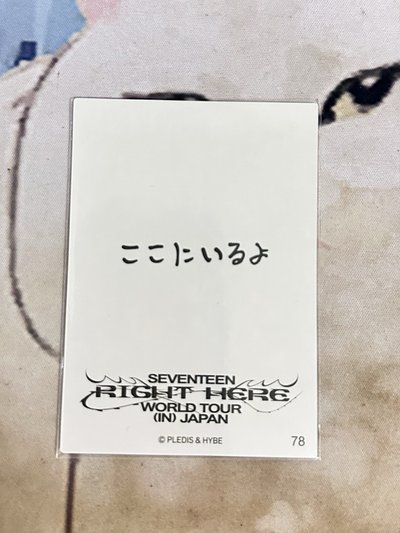 ここにいるよ
SEVENTEEN
RIGHT HERE
WORLD TOUR
(IN) JAPAN
© PLEDIS & HYBE
78